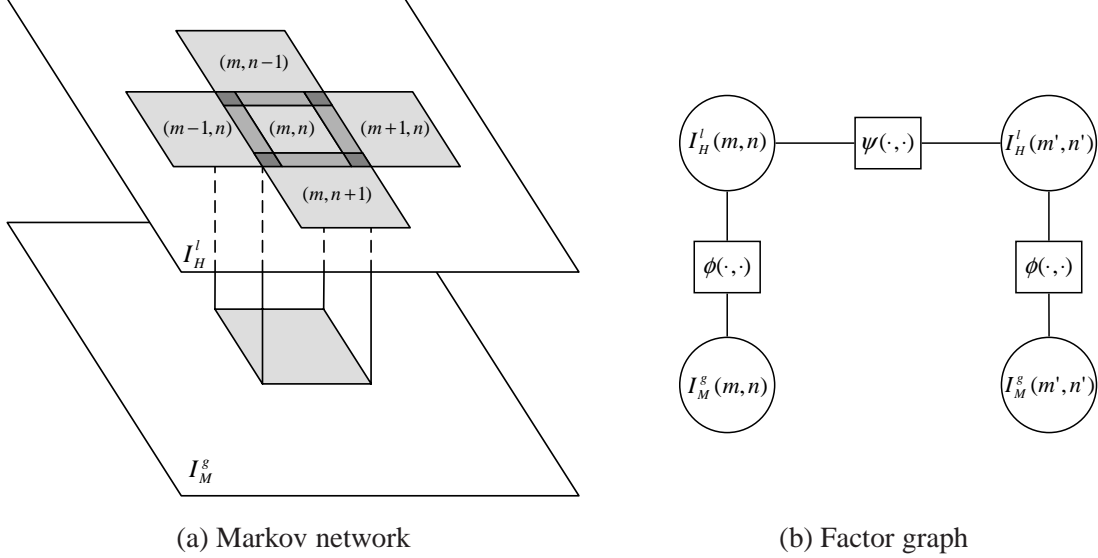 (m, n−1)
(m−1, n)
(m, n)
(m+1, n)
(m, n+1)
I_H^l
I_M^g
(a) Markov network
I_H^l(m, n)
ψ(·,·)
I_H^l(m', n')
ϕ(·,·)
ϕ(·,·)
I_M^g(m, n)
I_M^g(m', n')
(b) Factor graph